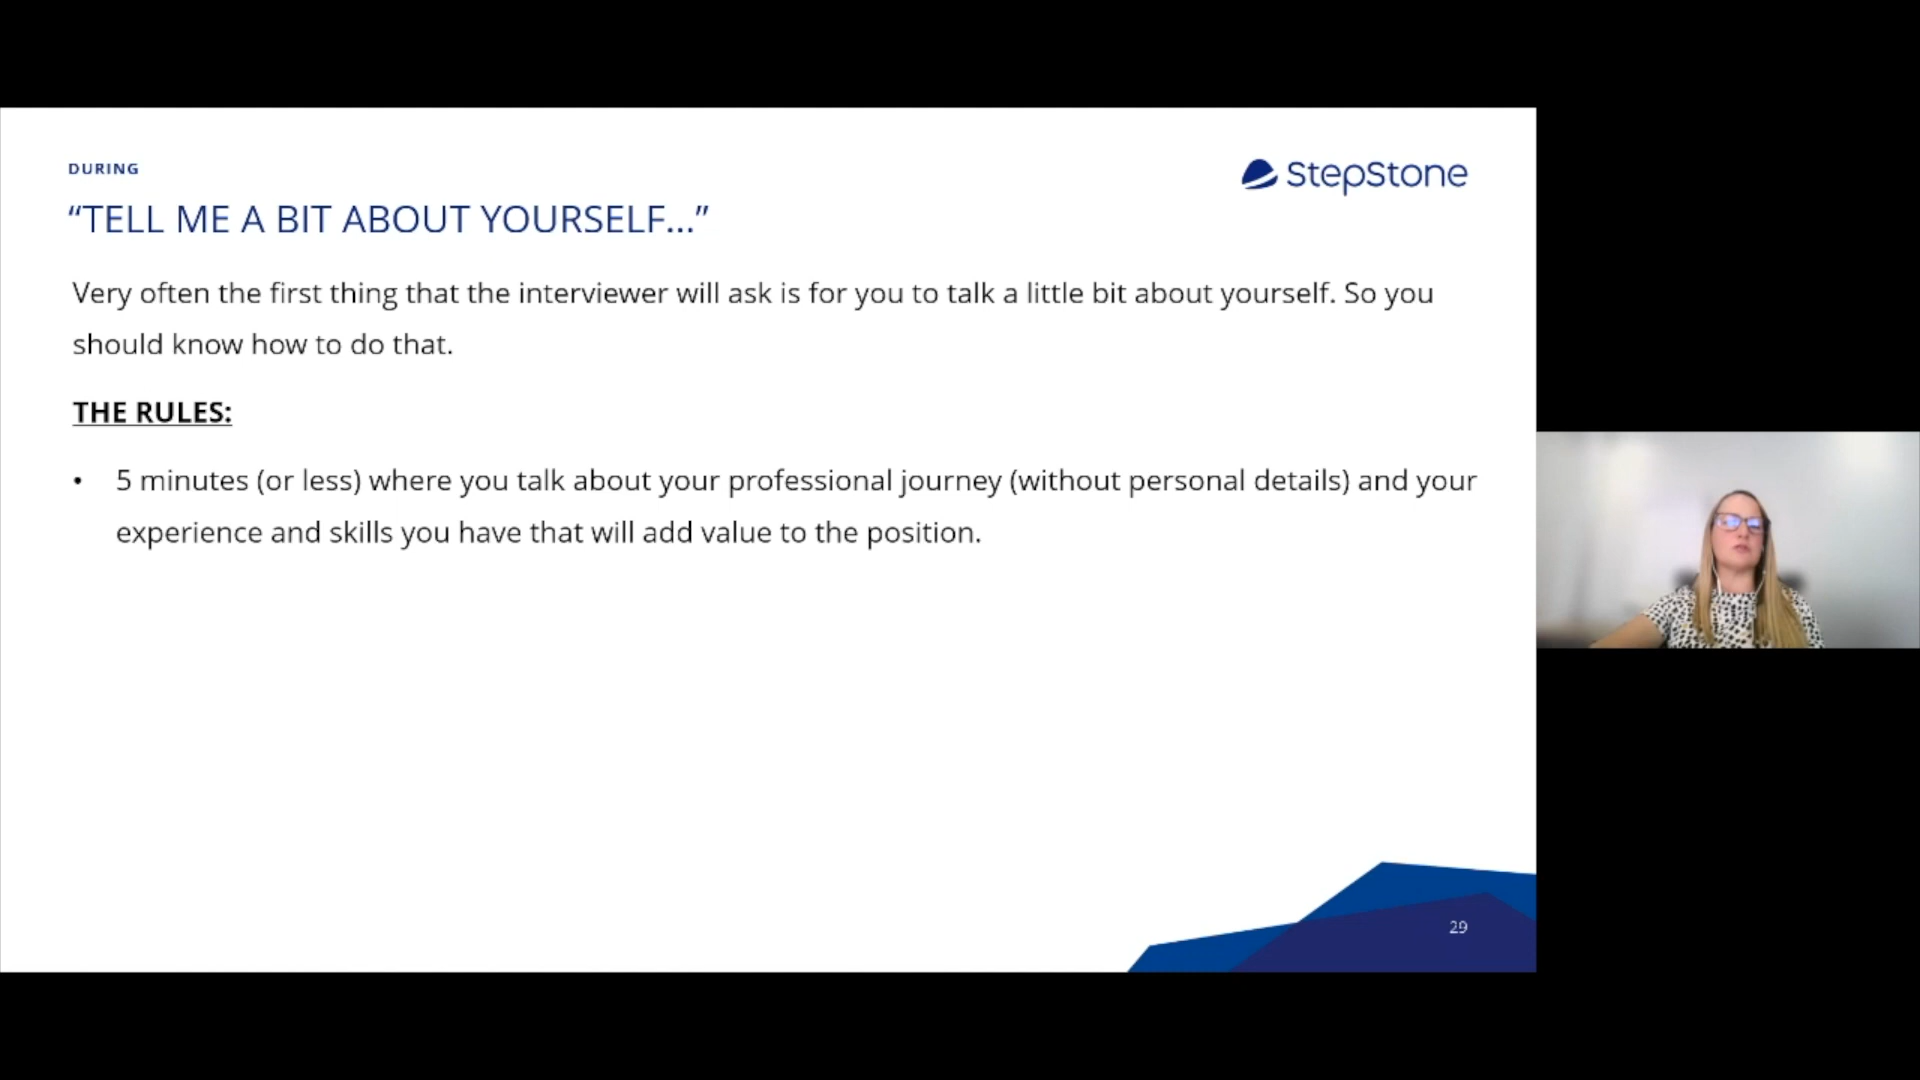 DURING
StepStone
“TELL ME A BIT ABOUT YOURSELF...”
Very often the first thing that the interviewer will ask is for you to talk a little bit about yourself. So you
should know how to do that.
THE RULES:
• 5 minutes (or less) where you talk about your professional journey (without personal details) and your
experience and skills you have that will add value to the position.
29